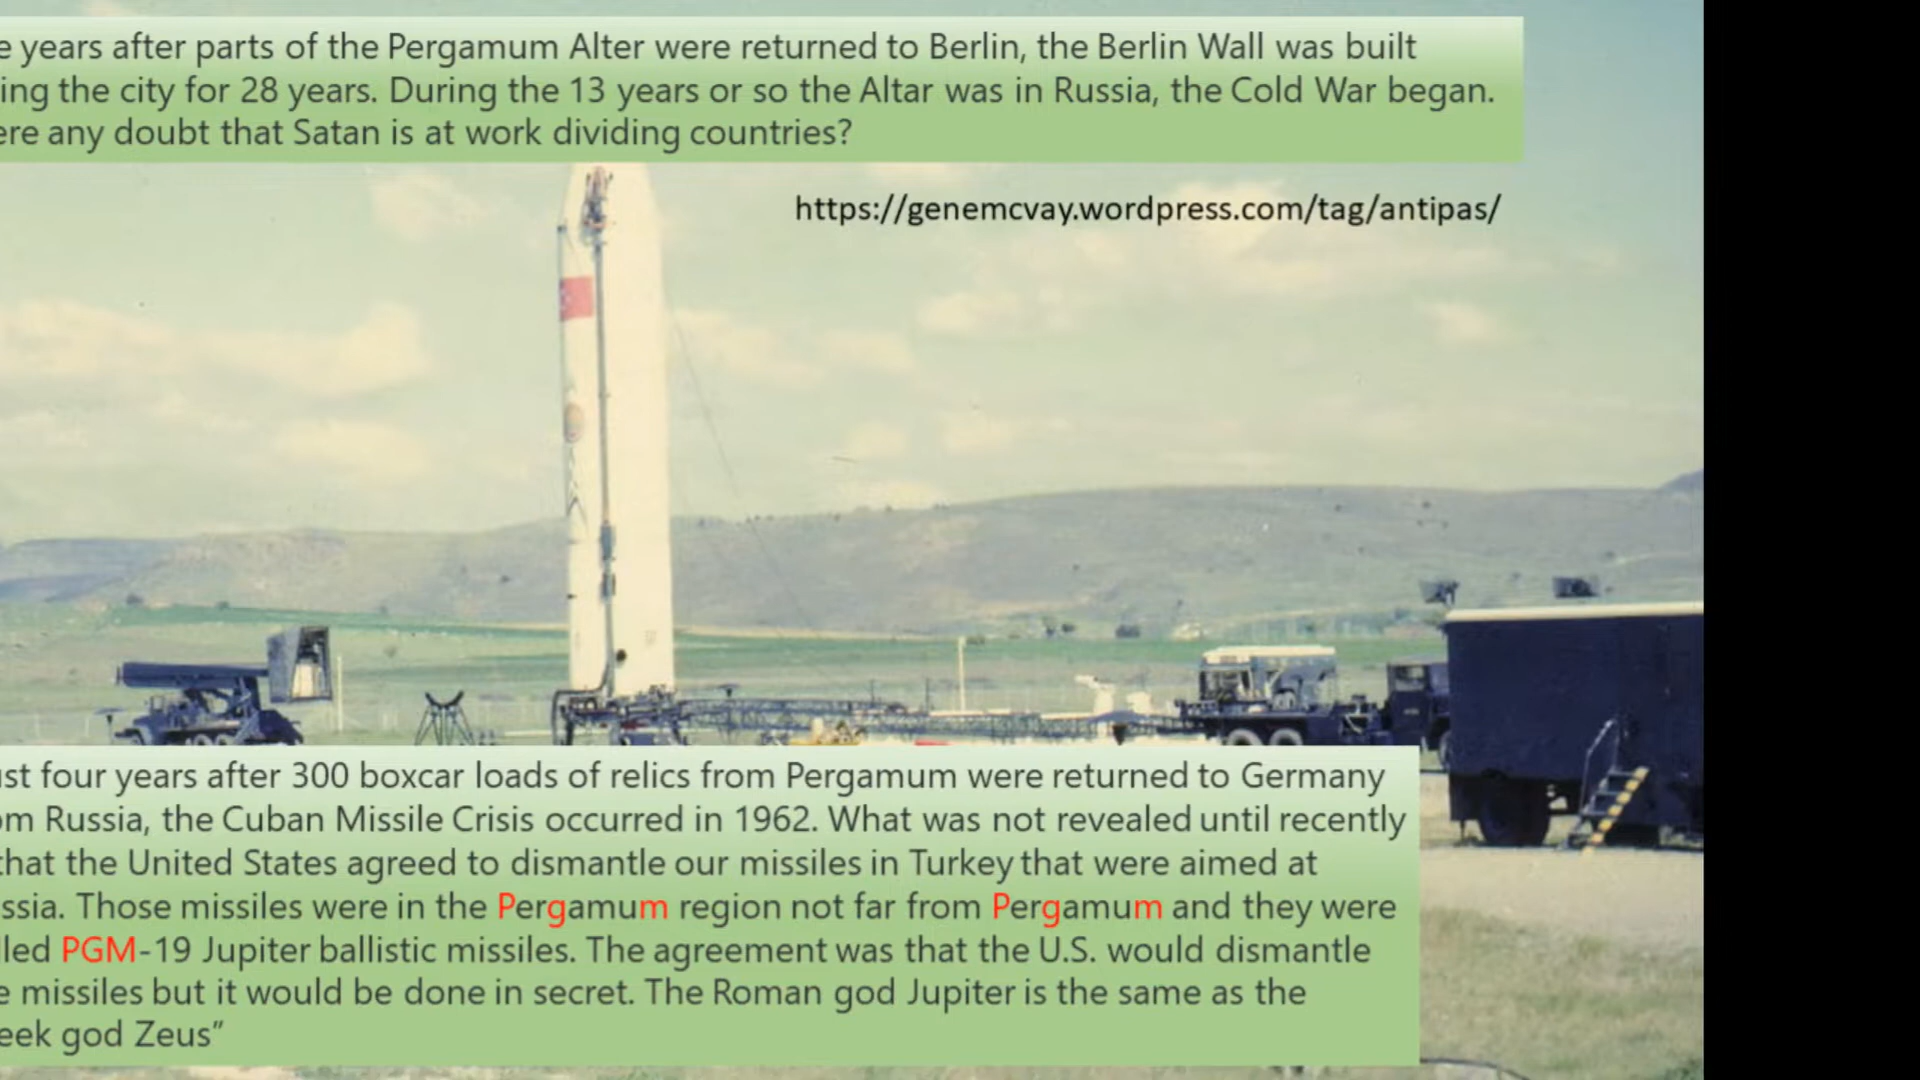 e years after parts of the Pergamum Alter were returned to Berlin, the Berlin Wall was built
ing the city for 28 years. During the 13 years or so the Altar was in Russia, the Cold War began.
ere any doubt that Satan is at work dividing countries?
https://genemcvay.wordpress.com/tag/antipas/
ust four years after 300 boxcar loads of relics from Pergamum were returned to Germany
om Russia, the Cuban Missile Crisis occurred in 1962. What was not revealed until recently
that the United States agreed to dismantle our missiles in Turkey that were aimed at
ssia. Those missiles were in the Pergamum region not far from Pergamum and they were
lled PGM-19 Jupiter ballistic missiles. The agreement was that the U.S. would dismantle
e missiles but it would be done in secret. The Roman god Jupiter is the same as the
eek god Zeus”